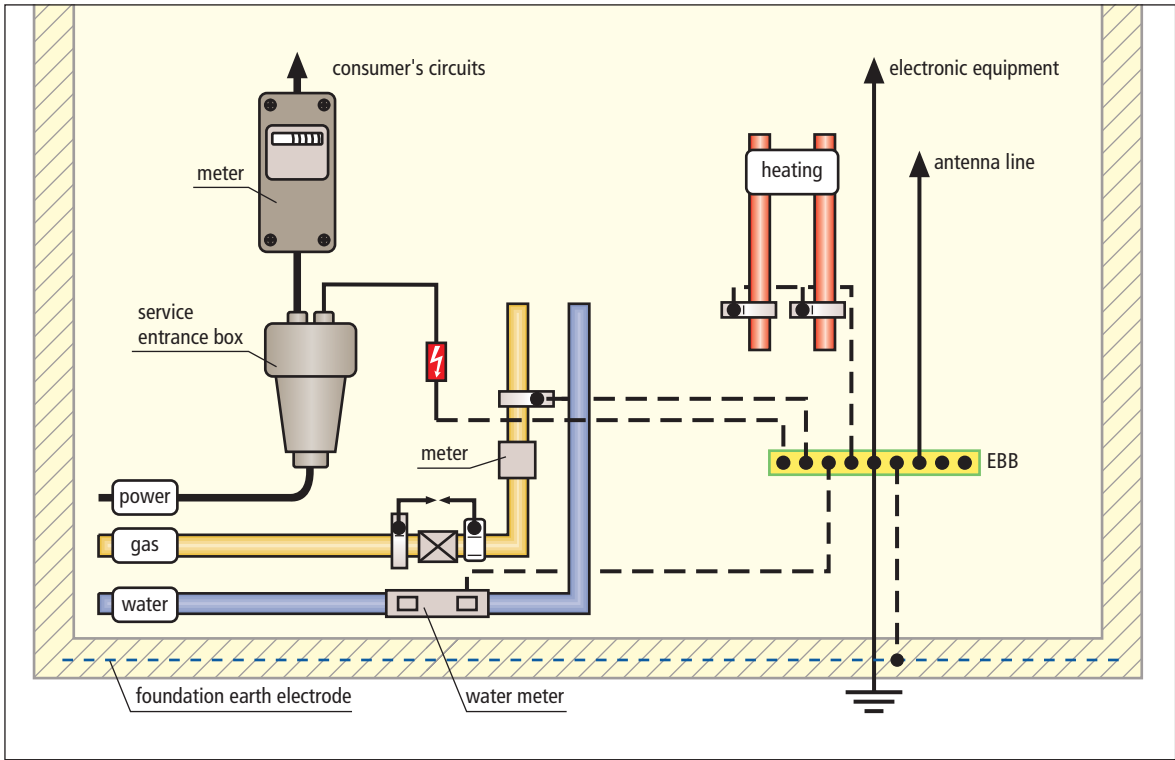 consumer's circuits
electronic equipment
heating
antenna line
meter
service
entrance box
meter
EBB
power
gas
water
foundation earth electrode
water meter